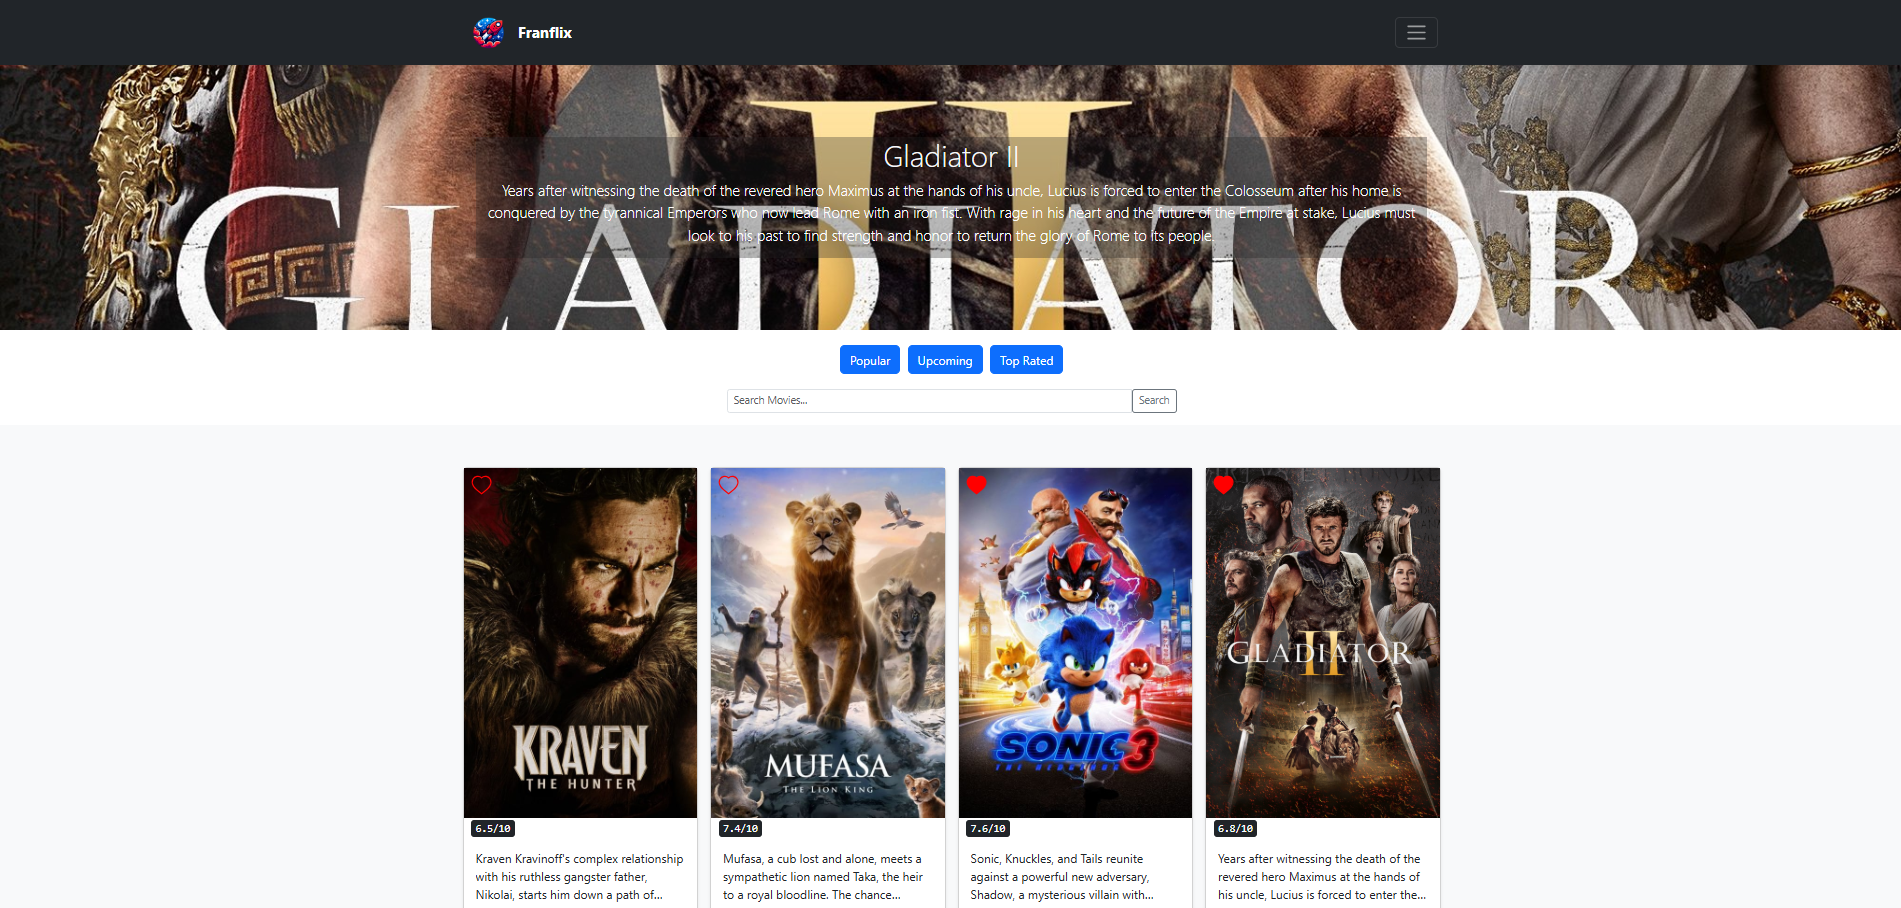 Franflix
Gladiator II
Years after witnessing the death of the revered hero Maximus at the hands of his uncle, Lucius is forced to enter the Colosseum after his home is
conquered by the tyrannical Emperors who now lead Rome with an iron fist. With rage in his heart and the future of the Empire at stake, Lucius must
look to his past to find strength and honor to return the glory of Rome to its people.
II
GLADIATOR
Popular Upcoming Top Rated
Search Movies... Search
KRAVEN
THE HUNTER
6.5/10
Kraven Kravinoff's complex relationship
with his ruthless gangster father,
Nikolai, starts him down a path of...
MUFASA
THE LION KING
7.4/10
Mufasa, a cub lost and alone, meets a
sympathetic lion named Taka, the heir
to a royal bloodline. The chance...
SONIC 3
THE HEDGEHOG
7.6/10
Sonic, Knuckles, and Tails reunite
against a powerful new adversary,
Shadow, a mysterious villain with...
GLADIATOR
II
6.8/10
Years after witnessing the death of the
revered hero Maximus at the hands of
his uncle, Lucius is forced to enter the...